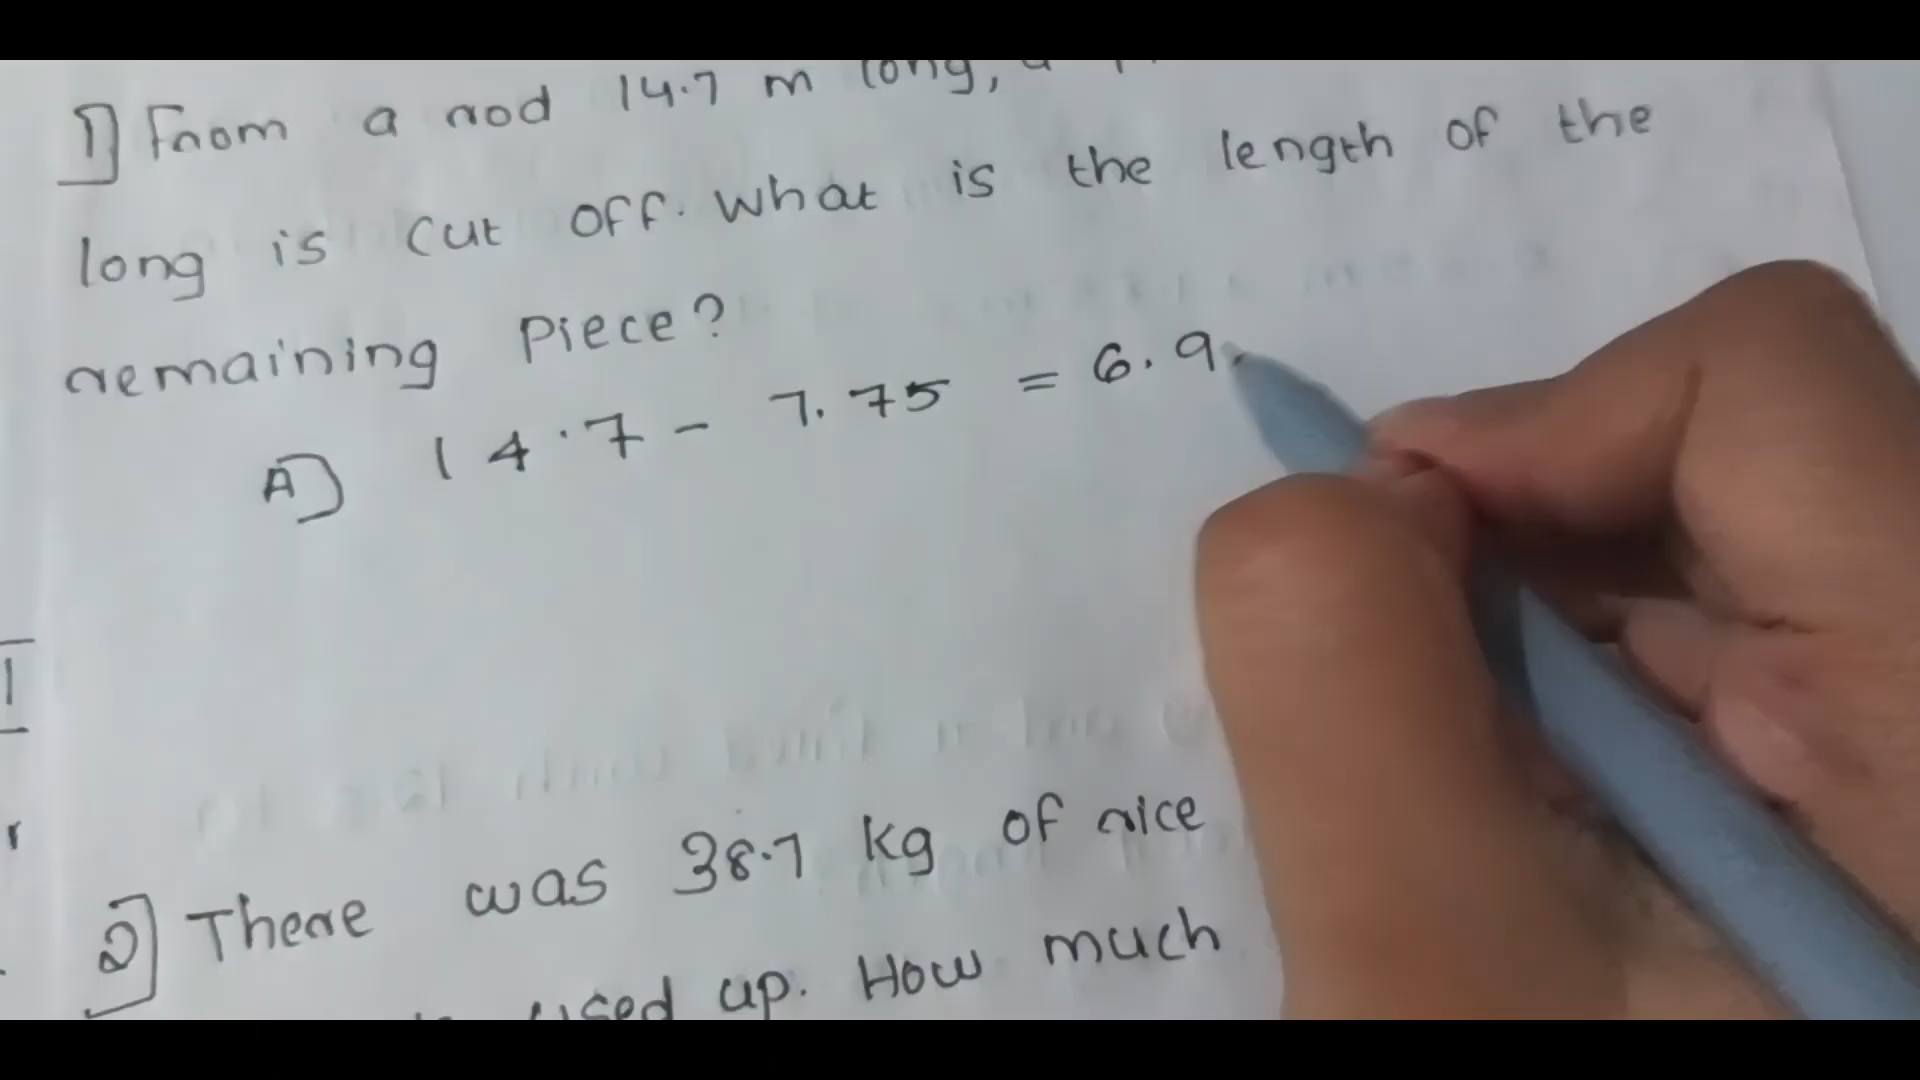 1] From a rod 14.7 m long,
long is cut off. What is the length of the
remaining Piece?
A] 14.7 - 7.75 = 6.9
2] There was 38.7 kg of rice
used up. How much